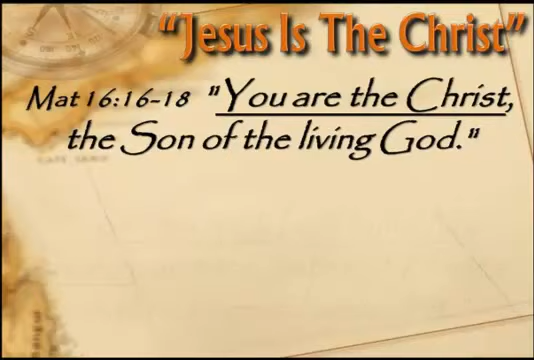 “Jesus Is The Christ”
Mat 16:16-18 "You are the Christ,
the Son of the living God."